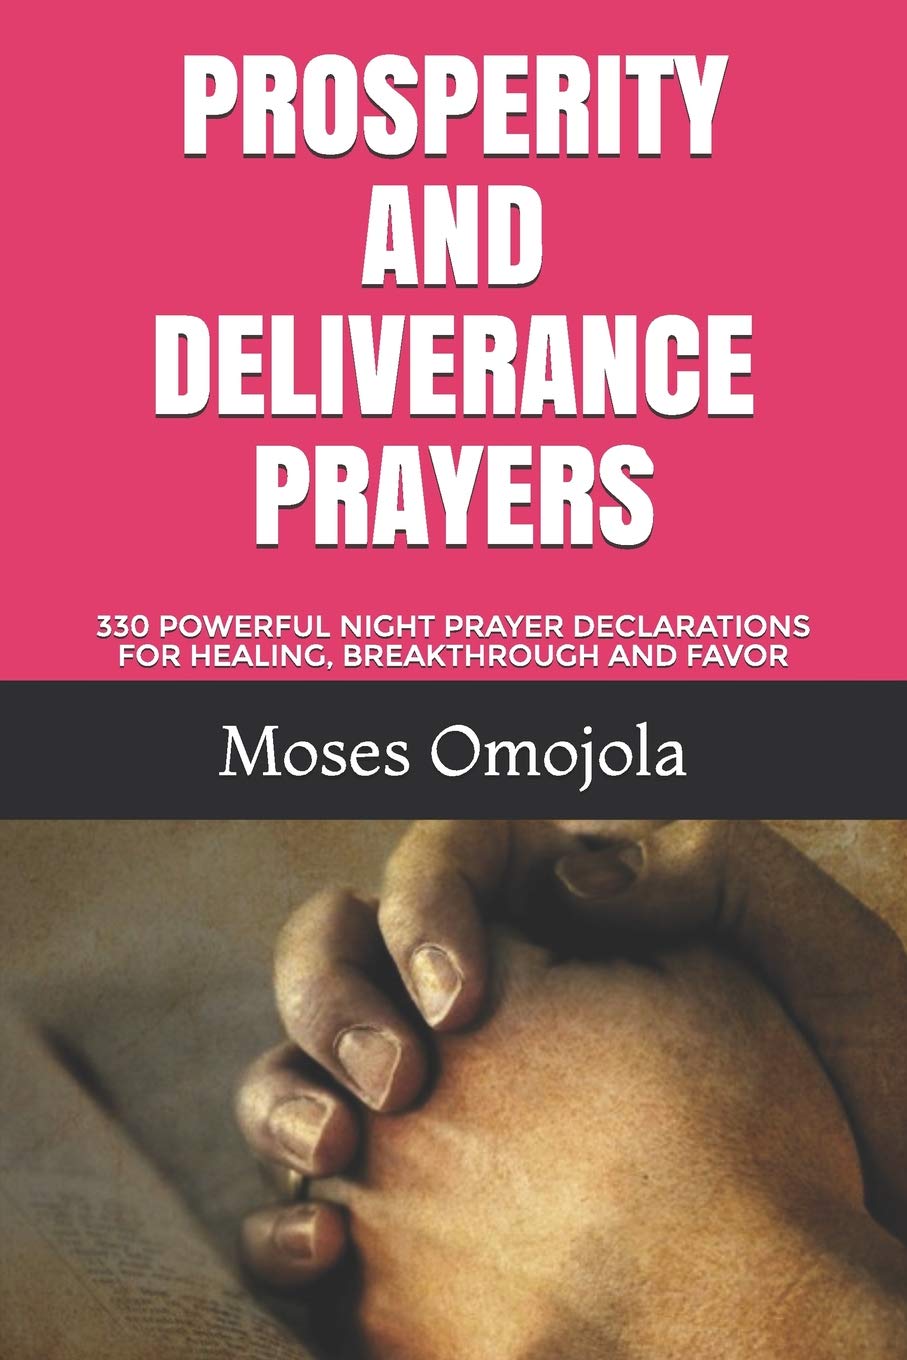 PROSPERITY
AND
DELIVERANCE
PRAYERS
330 POWERFUL NIGHT PRAYER DECLARATIONS
FOR HEALING, BREAKTHROUGH AND FAVOR
Moses Omojola